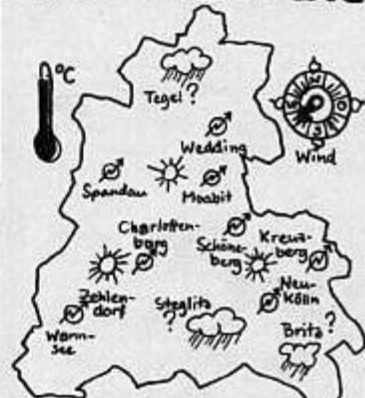 °C
Tegel?
Wedding
Wind
Spandau
Moabit
Charlotten-
burg
Schöne-
berg
Kreuz-
berg
Zehlen-
dorf
Steglitz
?
Neu-
Kölln
Wann-
see
Britz?